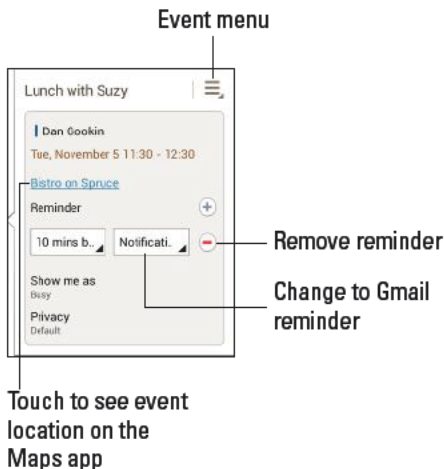 Event menu
Lunch with Suzy
Dan Gookin
Tue, November 5 11:30 - 12:30
Bistro on Spruce
Reminder
10 mins b..
Notificati..
Remove reminder
Show me as
Busy
Change to Gmail
reminder
Privacy
Default
Touch to see event
location on the
Maps app